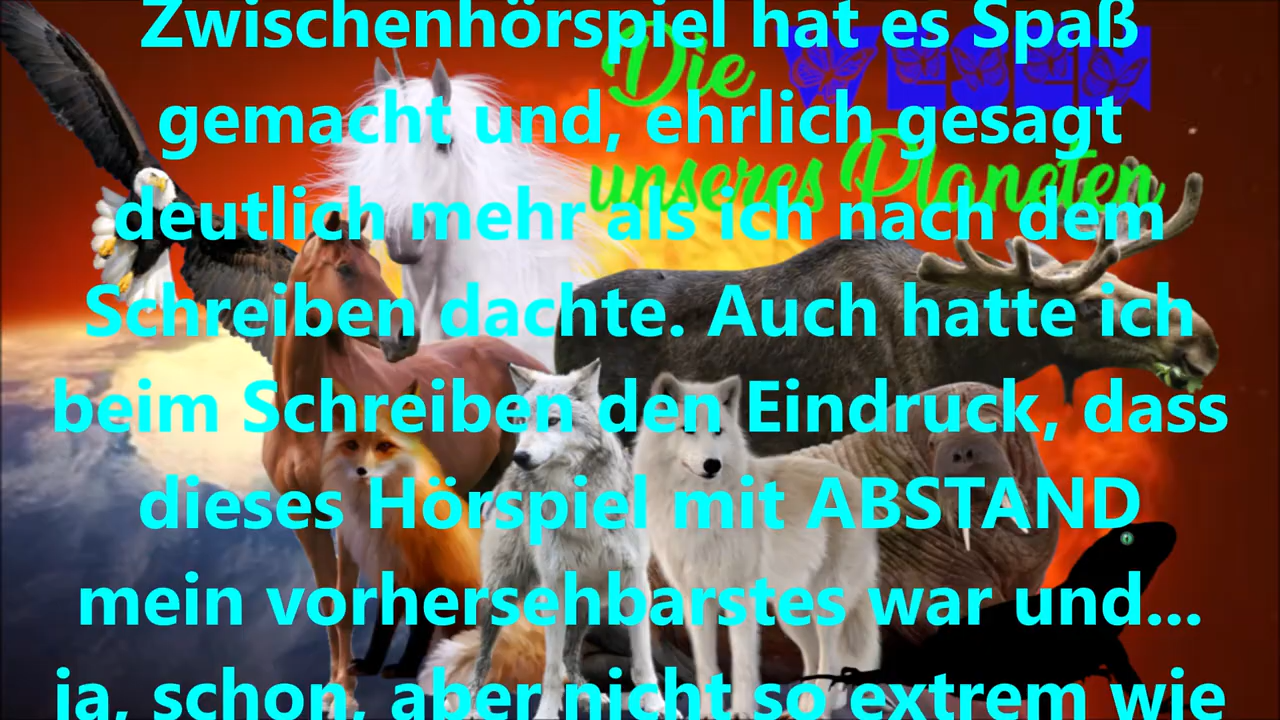 Zwischenhörspiel hat es Spaß
gemacht und, ehrlich gesagt
deutlich mehr als ich nach dem
Schreiben dachte. Auch hatte ich
beim Schreiben den Eindruck, dass
dieses Hörspiel mit ABSTAND
mein vorhersehbarstes war und...
ja, schon, aber nicht so extrem wie
Die WESEN
unseres Planeten